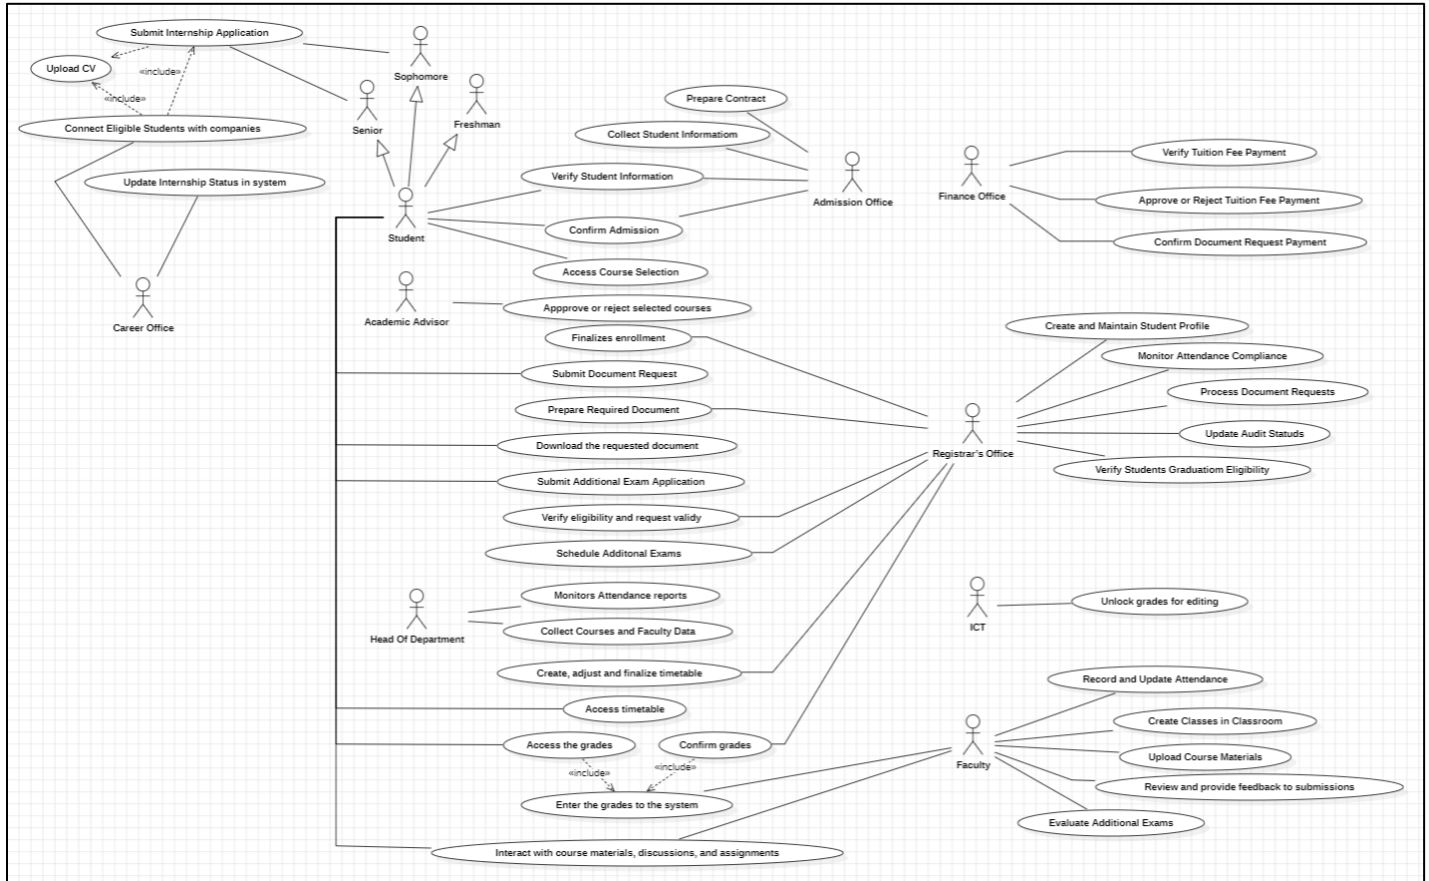 Submit Internship Application
Upload CV
«include»
«include»
Connect Eligible Students with companies
Update Internship Status in system
Career Office
Sophomore
Senior
Freshman
Student
Academic Advisor
Prepare Contract
Collect Student Informatiom
Verify Student Information
Confirm Admission
Access Course Selection
Appprove or reject selected courses
Finalizes enrollment
Submit Document Request
Prepare Required Document
Download the requested document
Submit Additional Exam Application
Verify eligibility and request validy
Schedule Additonal Exams
Head Of Department
Monitors Attendance reports
Collect Courses and Faculty Data
Create, adjust and finalize timetable
Access timetable
Access the grades
Confirm grades
«include»
«include»
Enter the grades to the system
Interact with course materials, discussions, and assignments
Admission Office
Finance Office
Verify Tuition Fee Payment
Approve or Reject Tuition Fee Payment
Confirm Document Request Payment
Create and Maintain Student Profile
Monitor Attendance Compliance
Process Document Requests
Update Audit Statuds
Verify Students Graduatiom Eligibility
Registrar's Office
ICT
Unlock grades for editing
Faculty
Record and Update Attendance
Create Classes in Classroom
Upload Course Materials
Review and provide feedback to submissions
Evaluate Additional Exams